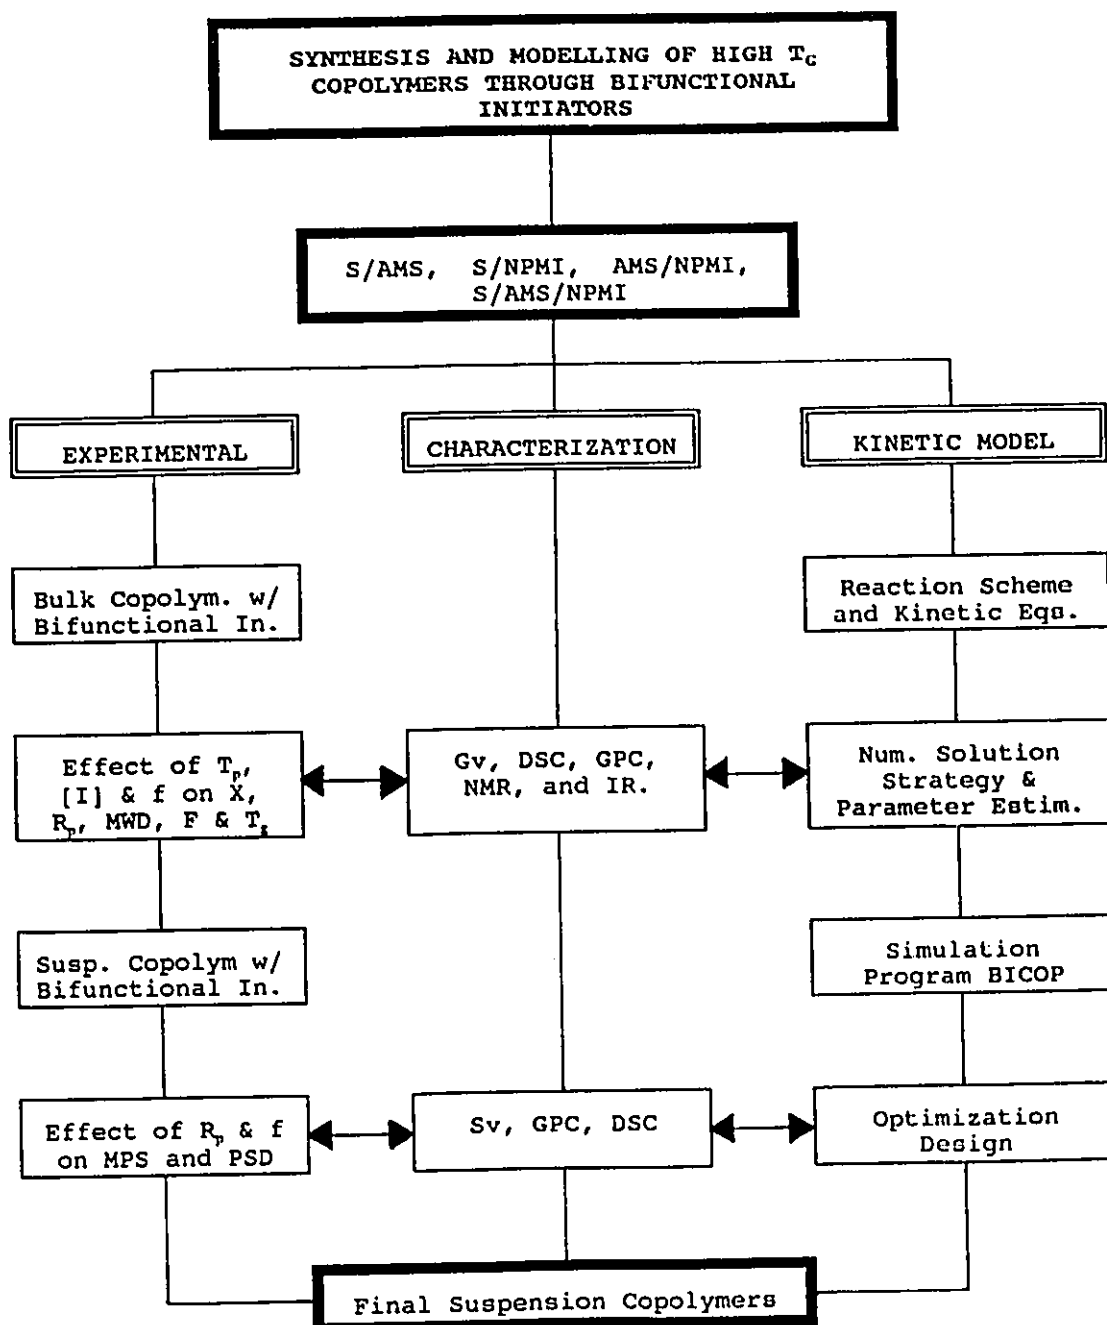 SYNTHESIS AND MODELLING OF HIGH T_G
COPOLYMERS THROUGH BIFUNCTIONAL
INITIATORS
S/AMS, S/NPMI, AMS/NPMI,
S/AMS/NPMI
EXPERIMENTAL
CHARACTERIZATION
KINETIC MODEL
Bulk Copolym. w/
Bifunctional In.
Reaction Scheme
and Kinetic Eqs.
Effect of T_p,
[I] & f on X,
R_p, MWD, F & T_g
Gv, DSC, GPC,
NMR, and IR.
Num. Solution
Strategy &
Parameter Estim.
Susp. Copolym w/
Bifunctional In.
Simulation
Program BICOP
Effect of R_p & f
on MPS and PSD
Sv, GPC, DSC
Optimization
Design
Final Suspension Copolymers